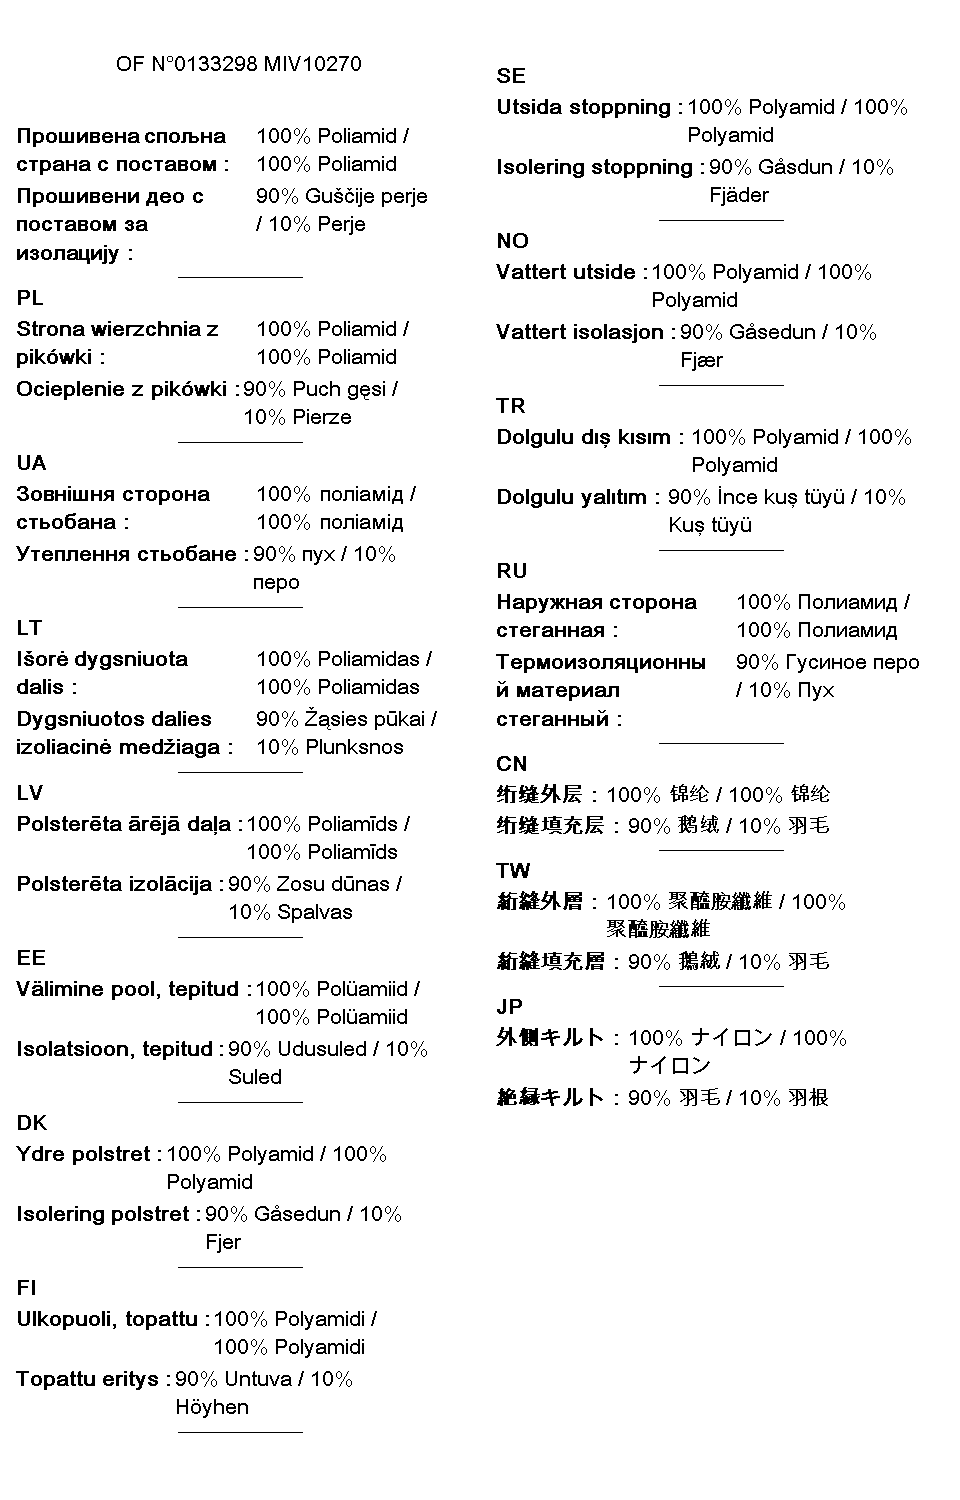 OF N°0133298 MIV10270
Прошивена спољна 100% Poliamid /
страна с поставом : 100% Poliamid
Прошивени део с 90% Guščije perje
поставом за / 10% Perje
изолацију :
PL
Strona wierzchnia z 100% Poliamid /
pikówki : 100% Poliamid
Ocieplenie z pikówki : 90% Puch gęsi /
10% Pierze
UA
Зовнішня сторона 100% поліамід /
стьобана : 100% поліамід
Утеплення стьобане : 90% пух / 10%
перо
LT
Išorė dygsniuota 100% Poliamidas /
dalis : 100% Poliamidas
Dygsniuotos dalies 90% Žąsies pūkai /
izoliacinė medžiaga : 10% Plunksnos
LV
Polsterēta ārējā daļa : 100% Poliamīds /
100% Poliamīds
Polsterēta izolācija : 90% Zosu dūnas /
10% Spalvas
EE
Välimine pool, tepitud : 100% Polüamiid /
100% Polüamiid
Isolatsioon, tepitud : 90% Udusuled / 10%
Suled
DK
Ydre polstret : 100% Polyamid / 100%
Polyamid
Isolering polstret : 90% Gåsedun / 10%
Fjer
FI
Ulkopuoli, topattu : 100% Polyamidi /
100% Polyamidi
Topattu eritys : 90% Untuva / 10%
Höyhen
SE
Utsida stoppning : 100% Polyamid / 100%
Polyamid
Isolering stoppning : 90% Gåsdun / 10%
Fjäder
NO
Vattert utside : 100% Polyamid / 100%
Polyamid
Vattert isolasjon : 90% Gåsedun / 10%
Fjær
TR
Dolgulu dış kısım : 100% Polyamid / 100%
Polyamid
Dolgulu yalıtım : 90% İnce kuş tüyü / 10%
Kuş tüyü
RU
Наружная сторона 100% Полиамид /
стеганная : 100% Полиамид
Термоизоляционны 90% Гусиное перо
й материал / 10% Пух
стеганный :
CN
绗缝外层 : 100% 锦纶 / 100% 锦纶
绗缝填充层 : 90% 鹅绒 / 10% 羽毛
TW
絎縫外層 : 100% 聚醯胺纖維 / 100%
聚醯胺纖維
絎縫填充層 : 90% 鵝絨 / 10% 羽毛
JP
外側キルト : 100% ナイロン / 100%
ナイロン
絶縁キルト : 90% 羽毛 / 10% 羽根